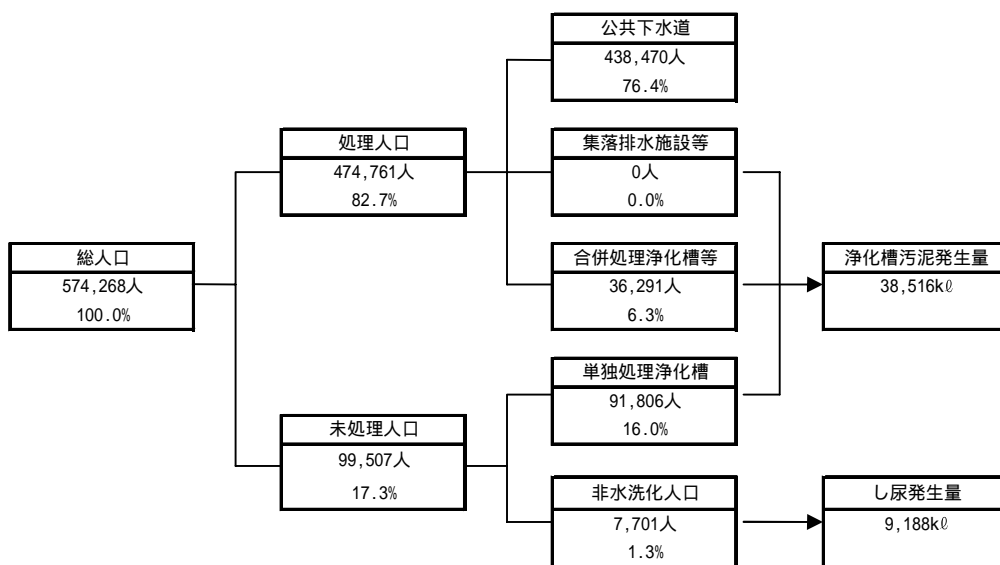 公共下水道
438,470人
76.4%
処理人口
474,761人
82.7%
集落排水施設等
0人
0.0%
総人口
574,268人
100.0%
合併処理浄化槽等
36,291人
6.3%
浄化槽汚泥発生量
38,516kℓ
単独処理浄化槽
91,806人
16.0%
未処理人口
99,507人
17.3%
非水洗化人口
7,701人
1.3%
し尿発生量
9,188kℓ